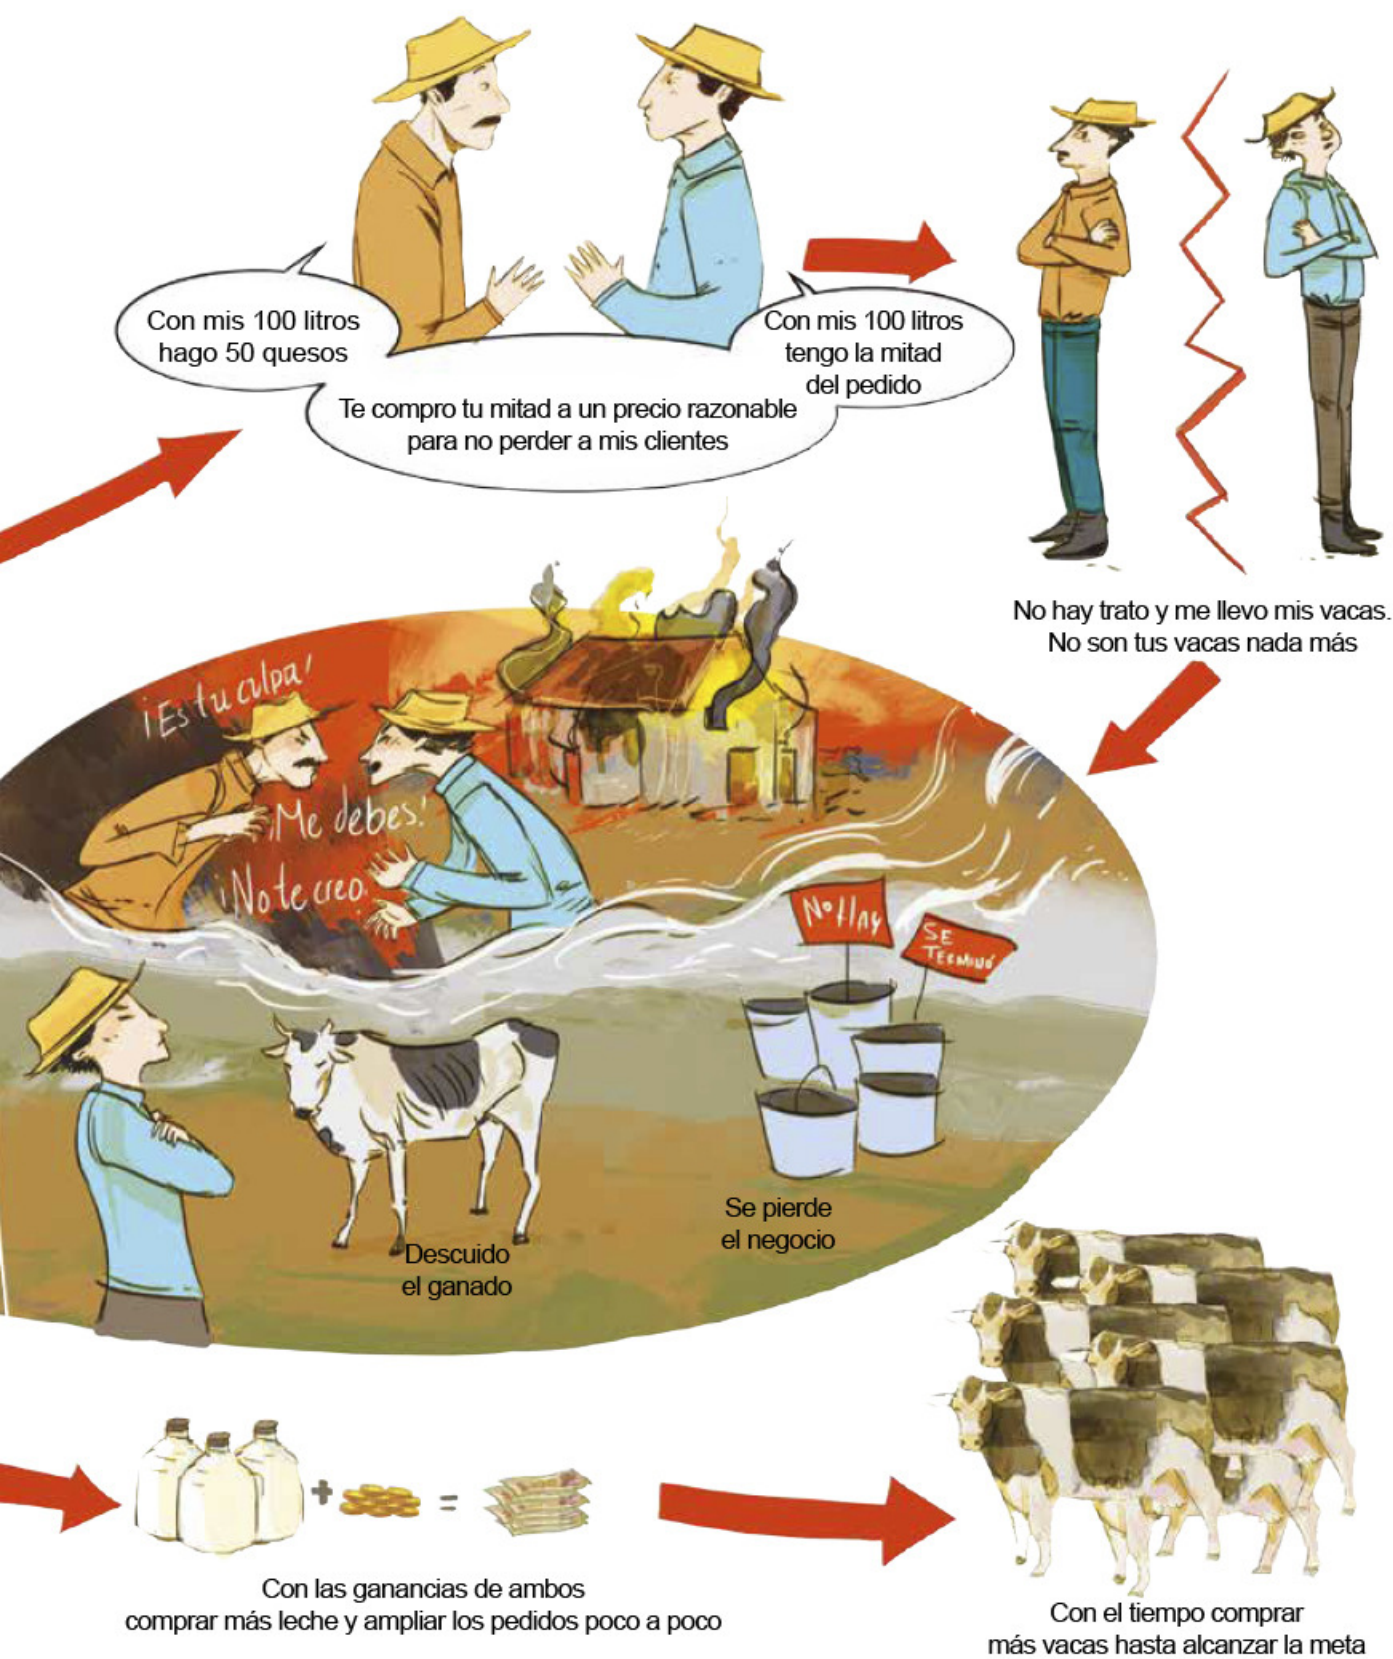 Con mis 100 litros
hago 50 quesos
Con mis 100 litros
tengo la mitad
del pedido
Te compro tu mitad a un precio razonable
para no perder a mis clientes
No hay trato y me llevo mis vacas.
No son tus vacas nada más
¡Es tu culpa!
¡Me debes!
¡No te creo.
No Hay
SE
TERMINÓ
Descuido
el ganado
Se pierde
el negocio
+
=
Con las ganancias de ambos
comprar más leche y ampliar los pedidos poco a poco
Con el tiempo comprar
más vacas hasta alcanzar la meta